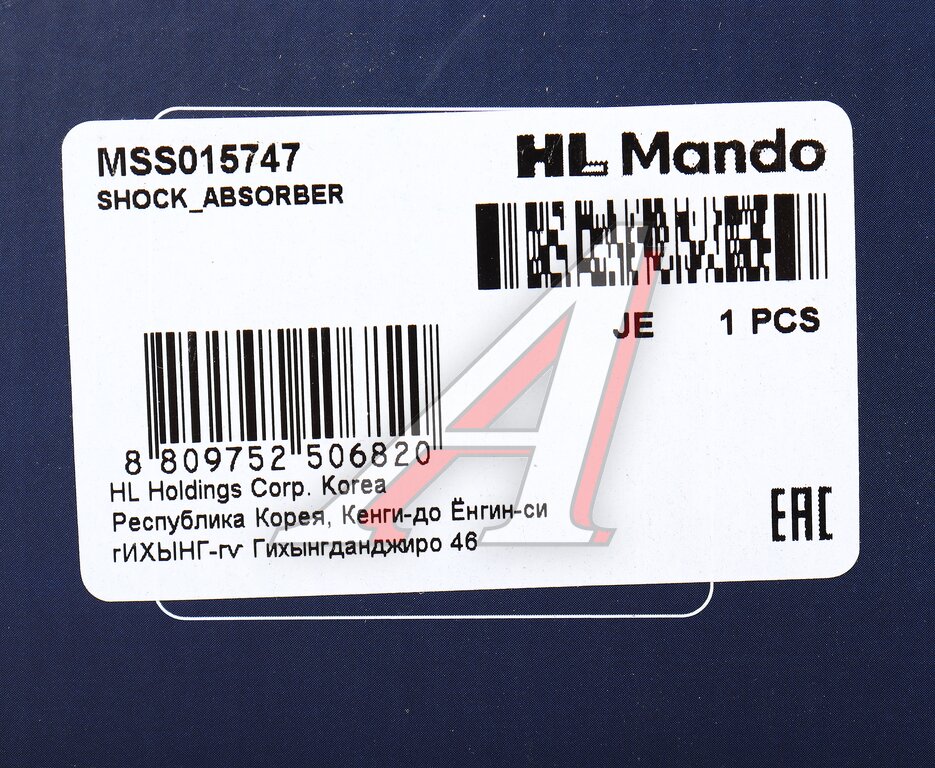 MSS015747
SHOCK_ABSORBER
HL Mando
JE 1 PCS
8 809752 506820
HL Holdings Corp. Korea
Республика Корея, Кенги-до Ёнгин-си
гИХЫНГ-гv Гихынгданджиро 46
EAC